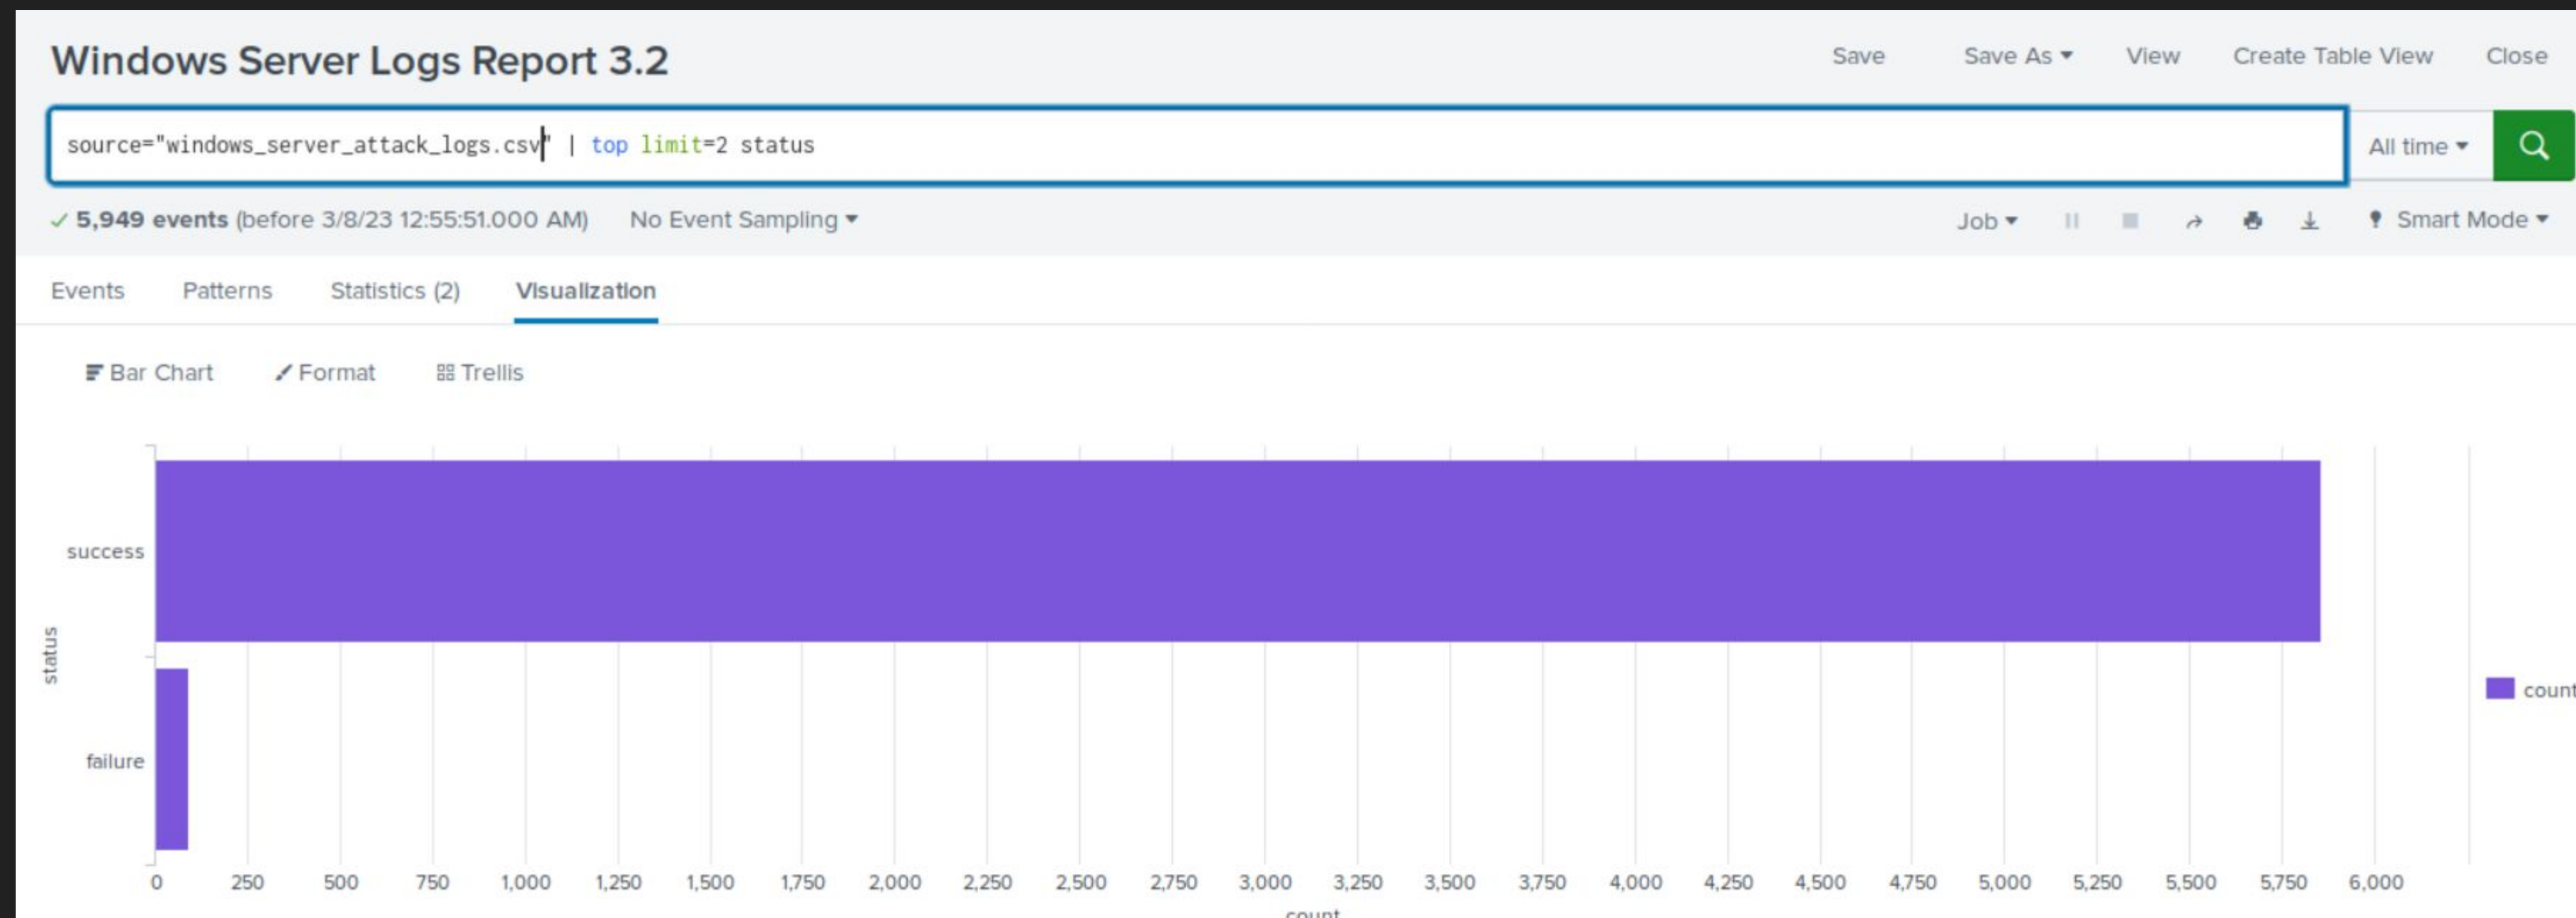 Windows Server Logs Report 3.2
Save Save As View Create Table View Close
source="windows_server_attack_logs.csv" | top limit=2 status
All time
5,949 events (before 3/8/23 12:55:51.000 AM) No Event Sampling
Job Smart Mode
Events Patterns Statistics (2) Visualization
Bar Chart Format Trellis
success
status
failure
count
0 250 500 750 1,000 1,250 1,500 1,750 2,000 2,250 2,500 2,750 3,000 3,250 3,500 3,750 4,000 4,250 4,500 4,750 5,000 5,250 5,500 5,750 6,000
count